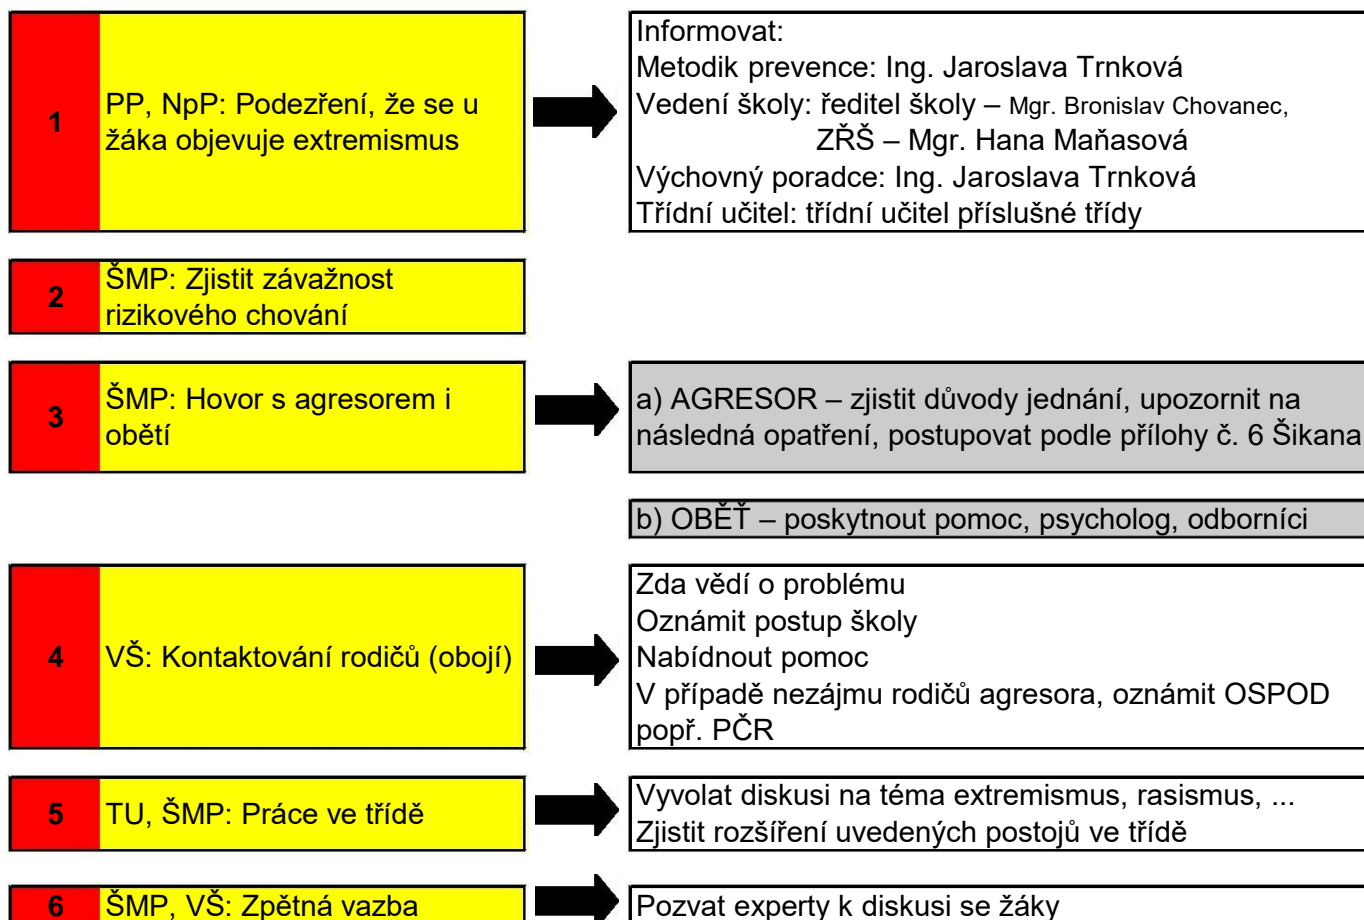 1
PP, NpP: Podezření, že se u
žáka objevuje extremismus
Informovat:
Metodik prevence: Ing. Jaroslava Trnková
Vedení školy: ředitel školy – Mgr. Bronislav Chovanec,
ZŘŠ – Mgr. Hana Maňasová
Výchovný poradce: Ing. Jaroslava Trnková
Třídní učitel: třídní učitel příslušné třídy
2
ŠMP: Zjistit závažnost
rizikového chování
3
ŠMP: Hovor s agresorem i
obětí
a) AGRESOR – zjistit důvody jednání, upozornit na
následná opatření, postupovat podle přílohy č. 6 Šikana
b) OBĚŤ – poskytnout pomoc, psycholog, odborníci
4
VŠ: Kontaktování rodičů (obojí)
Zda vědí o problému
Oznámit postup školy
Nabídnout pomoc
V případě nezájmu rodičů agresora, oznámit OSPOD
popř. PČR
5
TU, ŠMP: Práce ve třídě
Vyvolat diskusi na téma extremismus, rasismus, ...
Zjistit rozšíření uvedených postojů ve třídě
6
ŠMP, VŠ: Zpětná vazba
Pozvat experty k diskusi se žáky